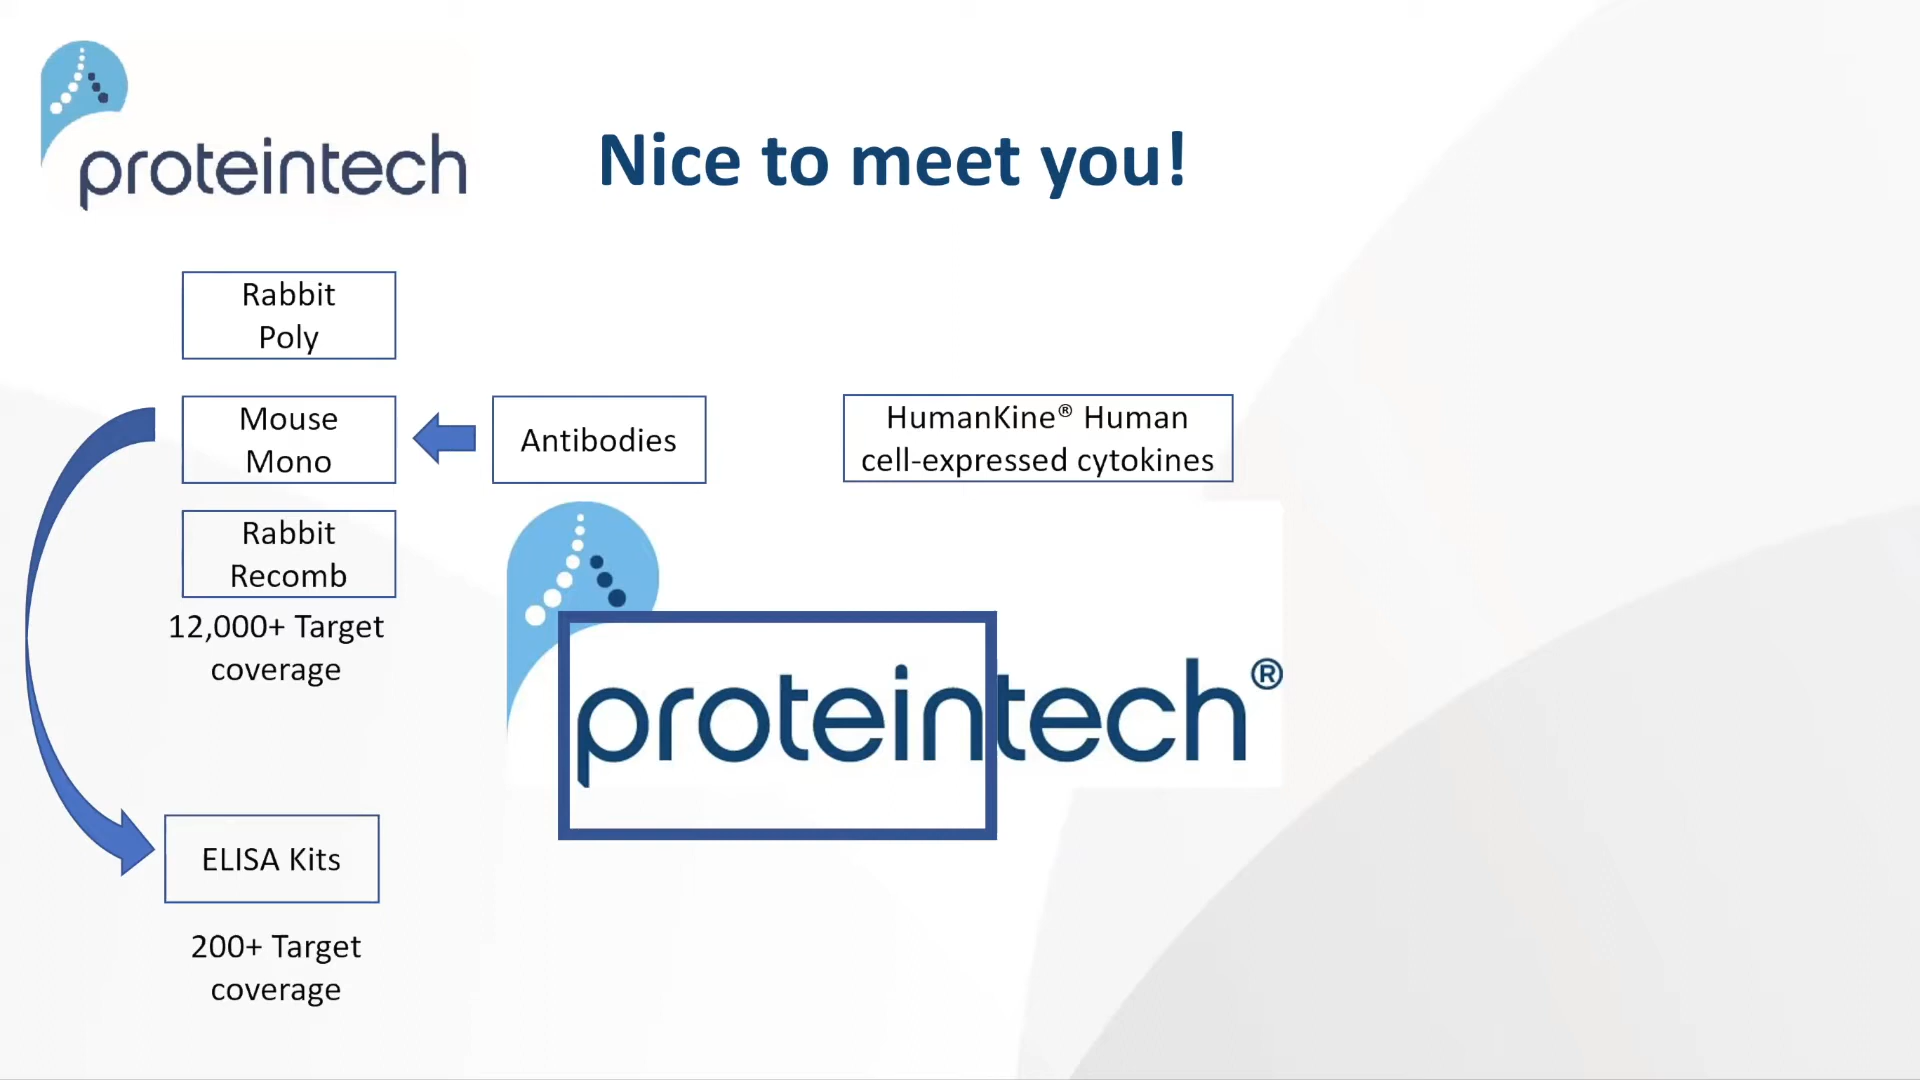 proteintech
Nice to meet you!
Rabbit
Poly
Mouse
Mono
Antibodies
HumanKine® Human
cell-expressed cytokines
Rabbit
Recomb
12,000+ Target
coverage
proteintech®
ELISA Kits
200+ Target
coverage